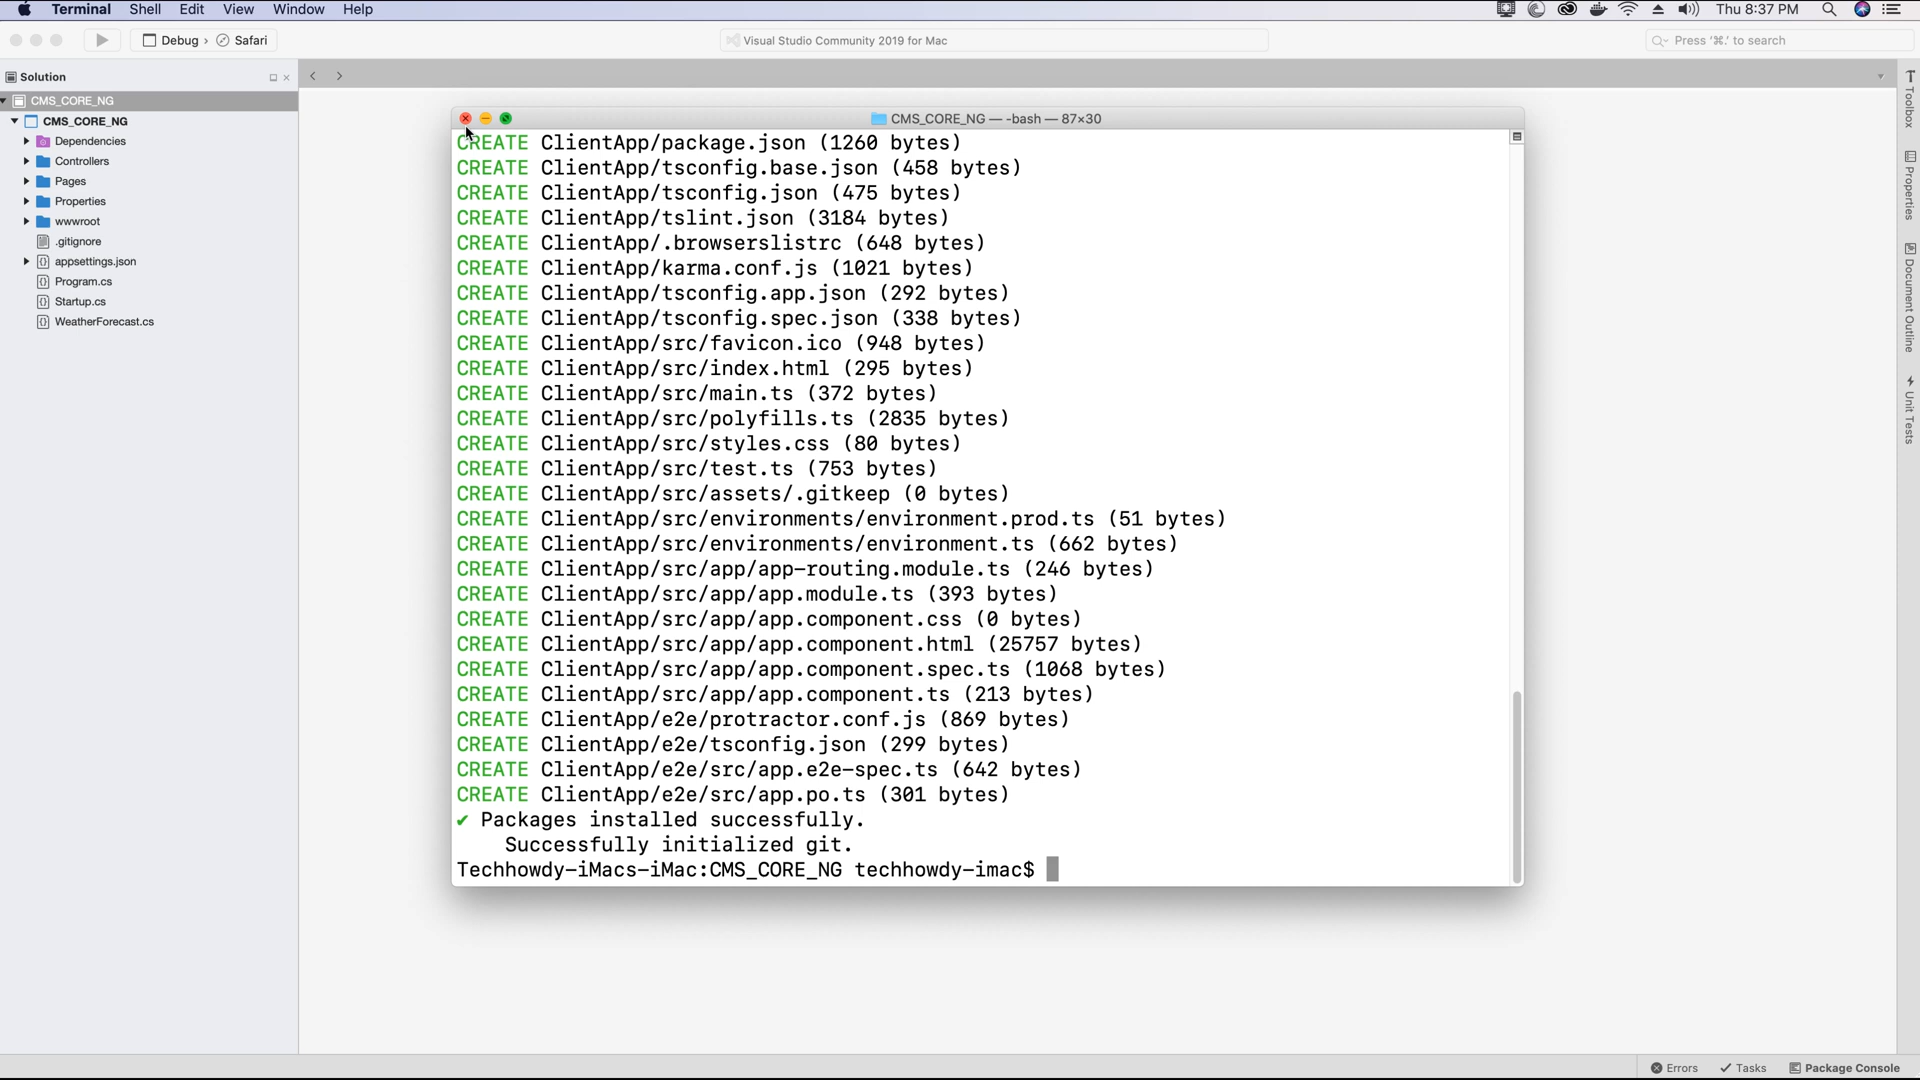 Terminal Shell Edit View Window Help Thu 8:37 PM
Debug › Safari Visual Studio Community 2019 for Mac Press '⌘.' to search
Solution
CMS_CORE_NG
CMS_CORE_NG
Dependencies
Controllers
Pages
Properties
wwwroot
.gitignore
appsettings.json
Program.cs
Startup.cs
WeatherForecast.cs
CMS_CORE_NG — -bash — 87×30
CREATE ClientApp/package.json (1260 bytes)
CREATE ClientApp/tsconfig.base.json (458 bytes)
CREATE ClientApp/tsconfig.json (475 bytes)
CREATE ClientApp/tslint.json (3184 bytes)
CREATE ClientApp/.browserslistrc (648 bytes)
CREATE ClientApp/karma.conf.js (1021 bytes)
CREATE ClientApp/tsconfig.app.json (292 bytes)
CREATE ClientApp/tsconfig.spec.json (338 bytes)
CREATE ClientApp/src/favicon.ico (948 bytes)
CREATE ClientApp/src/index.html (295 bytes)
CREATE ClientApp/src/main.ts (372 bytes)
CREATE ClientApp/src/polyfills.ts (2835 bytes)
CREATE ClientApp/src/styles.css (80 bytes)
CREATE ClientApp/src/test.ts (753 bytes)
CREATE ClientApp/src/assets/.gitkeep (0 bytes)
CREATE ClientApp/src/environments/environment.prod.ts (51 bytes)
CREATE ClientApp/src/environments/environment.ts (662 bytes)
CREATE ClientApp/src/app/app-routing.module.ts (246 bytes)
CREATE ClientApp/src/app/app.module.ts (393 bytes)
CREATE ClientApp/src/app/app.component.css (0 bytes)
CREATE ClientApp/src/app/app.component.html (25757 bytes)
CREATE ClientApp/src/app/app.component.spec.ts (1068 bytes)
CREATE ClientApp/src/app/app.component.ts (213 bytes)
CREATE ClientApp/e2e/protractor.conf.js (869 bytes)
CREATE ClientApp/e2e/tsconfig.json (299 bytes)
CREATE ClientApp/e2e/src/app.e2e-spec.ts (642 bytes)
CREATE ClientApp/e2e/src/app.po.ts (301 bytes)
✔ Packages installed successfully.
Successfully initialized git.
Techhowdy-iMacs-iMac:CMS_CORE_NG techhowdy-imac$
Toolbox
Properties
Document Outline
Unit Tests
Errors Tasks Package Console